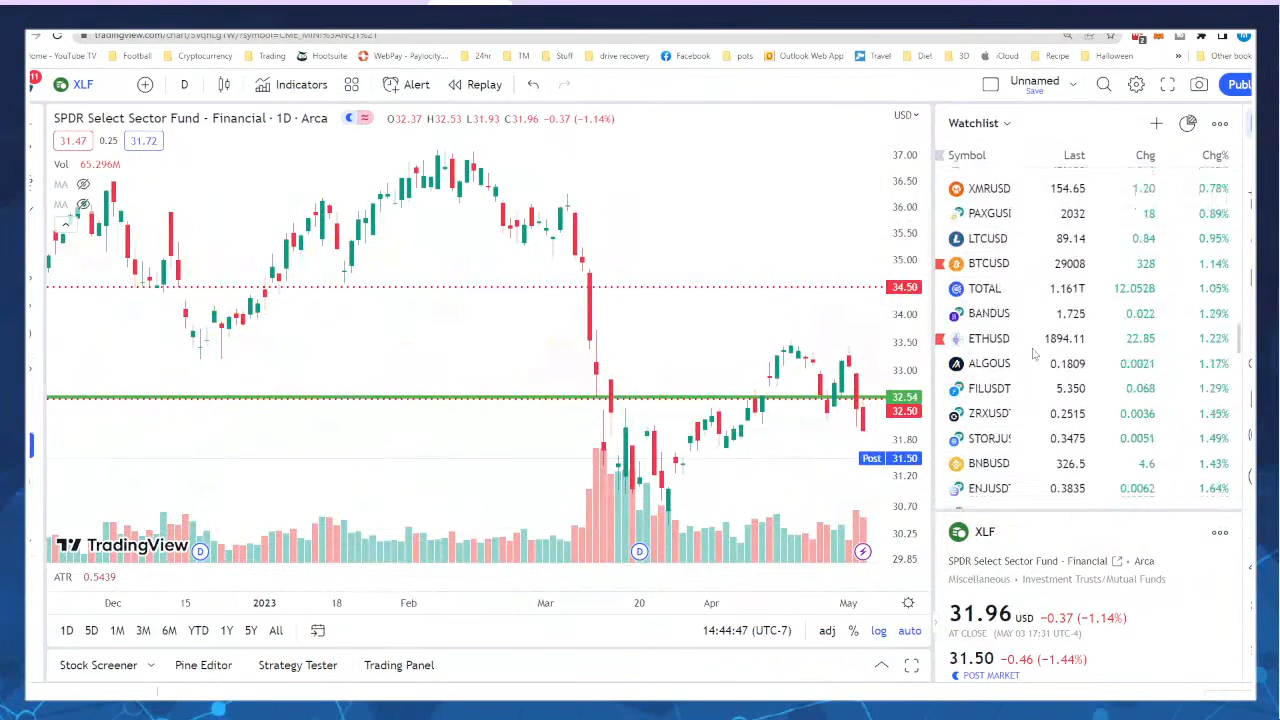 tradingview.com/chart/5VqnLgTW/?symbol=CME_MINI%3ANQ1%21
Home - YouTube TV Football Cryptocurrency Trading Hootsuite WebPay - Paylocity... 24hr TM Stuff drive recovery Facebook pots Outlook Web App Travel Diet 3D iCloud Recipe Halloween » Other book
11 XLF D Indicators Alert Replay Unnamed Save Publ
SPDR Select Sector Fund - Financial · 1D · Arca O32.37 H32.53 L31.93 C31.96 −0.37 (−1.14%) USD
31.47 0.25 31.72
Vol 65.296M
MA
MA
37.00
36.50
36.00
35.50
35.00
34.50
34.00
33.50
33.00
32.54
32.50
31.80
Post 31.50
31.20
30.70
30.25
29.85
TradingView D D
ATR 0.5439
Dec 15 2023 18 Feb Mar 20 Apr May
1D 5D 1M 3M 6M YTD 1Y 5Y All 14:44:47 (UTC-7) adj % log auto
Stock Screener Pine Editor Strategy Tester Trading Panel
Watchlist
Symbol Last Chg Chg%
XMRUSD 154.65 1.20 0.78%
PAXGUSI 2032 18 0.89%
LTCUSD 89.14 0.84 0.95%
BTCUSD 29008 328 1.14%
TOTAL 1.161T 12.052B 1.05%
BANDUS 1.725 0.022 1.29%
ETHUSD 1894.11 22.85 1.22%
ALGOUS 0.1809 0.0021 1.17%
FILUSDT 5.350 0.068 1.29%
ZRXUSDT 0.2515 0.0036 1.45%
STORJUS 0.3475 0.0051 1.49%
BNBUSD 326.5 4.6 1.43%
ENJUSDT 0.3835 0.0062 1.64%
XLF
SPDR Select Sector Fund - Financial • Arca
Miscellaneous • Investment Trusts/Mutual Funds
31.96 USD −0.37 (−1.14%)
AT CLOSE (MAY 03 17:31 UTC-4)
31.50 −0.46 (−1.44%)
POST MARKET